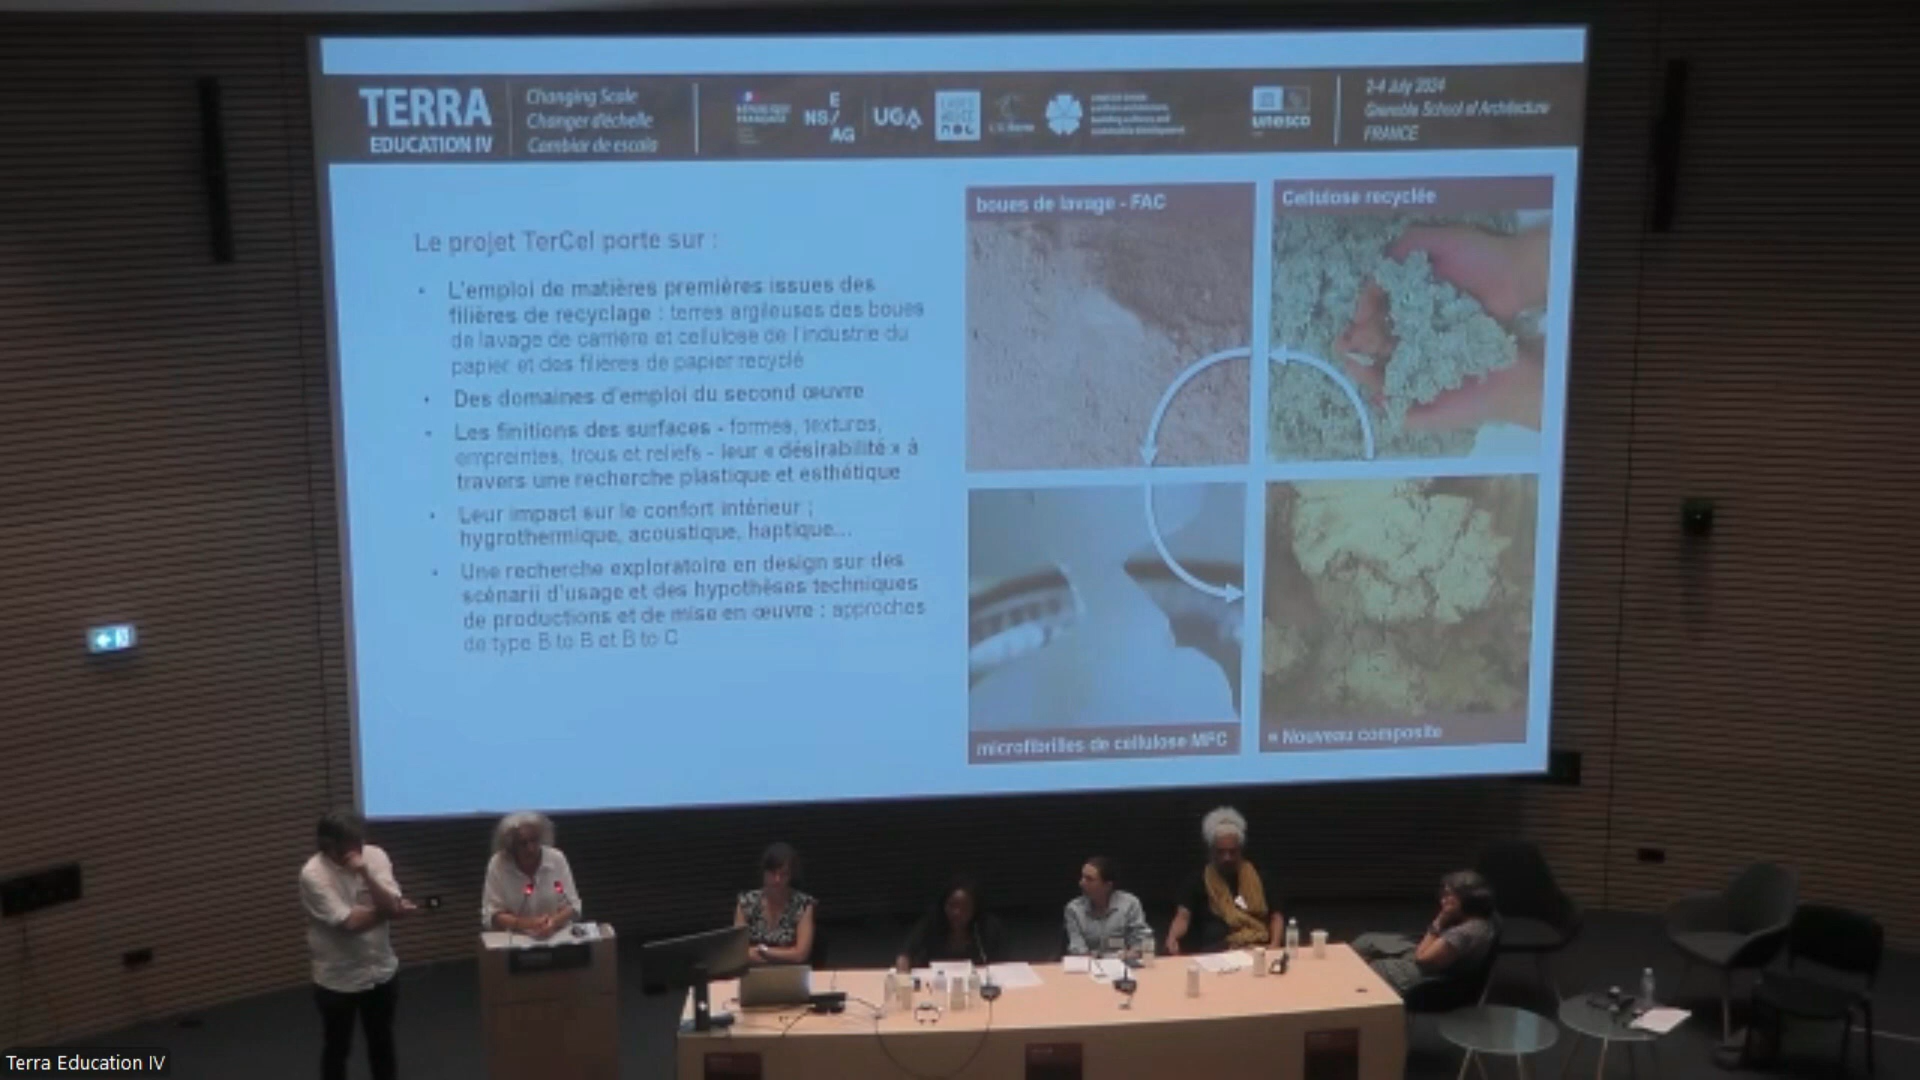 TERRA
EDUCATION IV
Changing Scale
Changer d'échelle
Cambiar de escala
RÉPUBLIQUE
FRANÇAISE
E
NS/
AG
UGA
unesco
2-4 July 2024
Grenoble School of Architecture
FRANCE
Le projet TerCel porte sur :
• L'emploi de matières premières issues des
filières de recyclage : terres argileuses des boues
de lavage de carrière et cellulose de l'industrie du
papier et des filières de papier recyclé
• Des domaines d'emploi du second œuvre
• Les finitions des surfaces - formes, textures,
empreintes, trous et reliefs - leur « désirabilité » à
travers une recherche plastique et esthétique
• Leur impact sur le confort intérieur ;
hygrothermique, acoustique, haptique...
• Une recherche exploratoire en design sur des
scénarii d'usage et des hypothèses techniques
de productions et de mise en œuvre : approches
de type B to B et B to C
boues de lavage - FAC
Cellulose recyclée
microfibrilles de cellulose MFC
= Nouveau composite
Terra Education IV